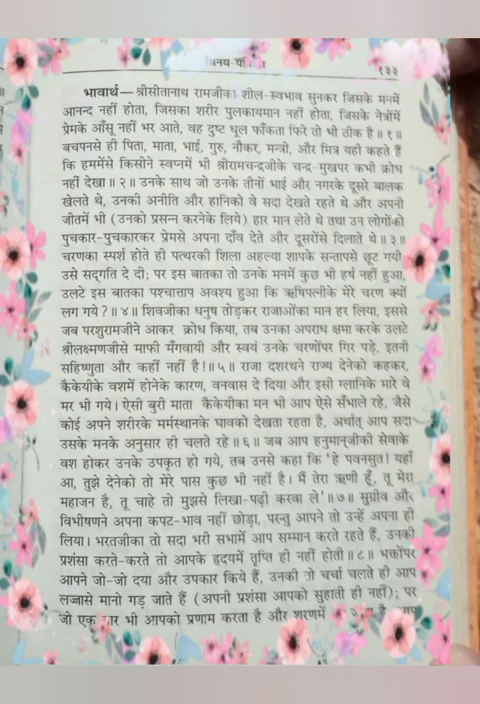 विनय-पत्रिका
१३३
भावार्थ—श्रीसीतानाथ रामजीका शील-स्वभाव सुनकर जिसके मनमें
आनन्द नहीं होता, जिसका शरीर पुलकायमान नहीं होता, जिसके नेत्रोंमें
प्रेमके आँसू नहीं भर आते, वह दुष्ट धूल फाँकता फिरे तो भी ठीक है॥१॥
बचपनसे ही पिता, माता, भाई, गुरु, नौकर, मन्त्री, और मित्र यही कहते हैं
कि हममेंसे किसीने स्वप्नमें भी श्रीरामचन्द्रजीके चन्द्र-मुखपर कभी क्रोध
नहीं देखा॥२॥ उनके साथ जो उनके तीनों भाई और नगरके दूसरे बालक
खेलते थे, उनकी अनीति और हानिको वे सदा देखते रहते थे और अपनी
जीतमें भी (उनको प्रसन्न करनेके लिये) हार मान लेते थे तथा उन लोगोंको
पुचकार-पुचकारकर प्रेमसे अपना दाँव देते और दूसरोंसे दिलाते थे॥३॥
चरणका स्पर्श होते ही पत्थरकी शिला अहल्या शापके सन्तापसे छूट गयी
उसे सद्‌गति दे दी; पर इस बातका तो उनके मनमें कुछ भी हर्ष नहीं हुआ,
उलटे इस बातका पश्चात्ताप अवश्य हुआ कि ऋषिपत्नीके मेरे चरण क्यों
लग गये?॥४॥ शिवजीका धनुष तोड़कर राजाओंका मान हर लिया, इससे
जब परशुरामजीने आकर क्रोध किया, तब उनका अपराध क्षमा करके उलटे
श्रीलक्ष्मणजीसे माफी मँगवायी और स्वयं उनके चरणोंपर गिर पड़े, इतनी
सहिष्णुता और कहीं नहीं है!॥५॥ राजा दशरथने राज्य देनेको कहकर,
कैकेयीके वशमें होनेके कारण, वनवास दे दिया और इसी ग्लानिके मारे वे
मर भी गये। ऐसी बुरी माता कैकेयीका मन भी आप ऐसे सँभाले रहे, जैसे
कोई अपने शरीरके मर्मस्थानके घावको देखता रहता है, अर्थात् आप सदा
उसके मनके अनुसार ही चलते रहे॥६॥ जब आप हनुमान्‌जीकी सेवाके
वश होकर उनके उपकृत हो गये, तब उनसे कहा कि 'हे पवनसुत! यहाँ
आ, तुझे देनेको तो मेरे पास कुछ भी नहीं है। मैं तेरा ऋणी हूँ, तू मेरा
महाजन है, तू चाहे तो मुझसे लिखा-पढ़ी करवा ले'॥७॥ सुग्रीव और
विभीषणने अपना कपट-भाव नहीं छोड़ा, परन्तु आपने तो उन्हें अपना ही
लिया। भरतजीका तो सदा भरी सभामें आप सम्मान करते रहते हैं, उनकी
प्रशंसा करते-करते तो आपके हृदयमें तृप्ति ही नहीं होती॥८॥ भक्तोंपर
आपने जो-जो दया और उपकार किये हैं, उनकी तो चर्चा चलते ही आप
लज्जासे मानो गड़ जाते हैं (अपनी प्रशंसा आपको सुहाती ही नहीं); पर
जो एक बार भी आपको प्रणाम करता है और शरणमें